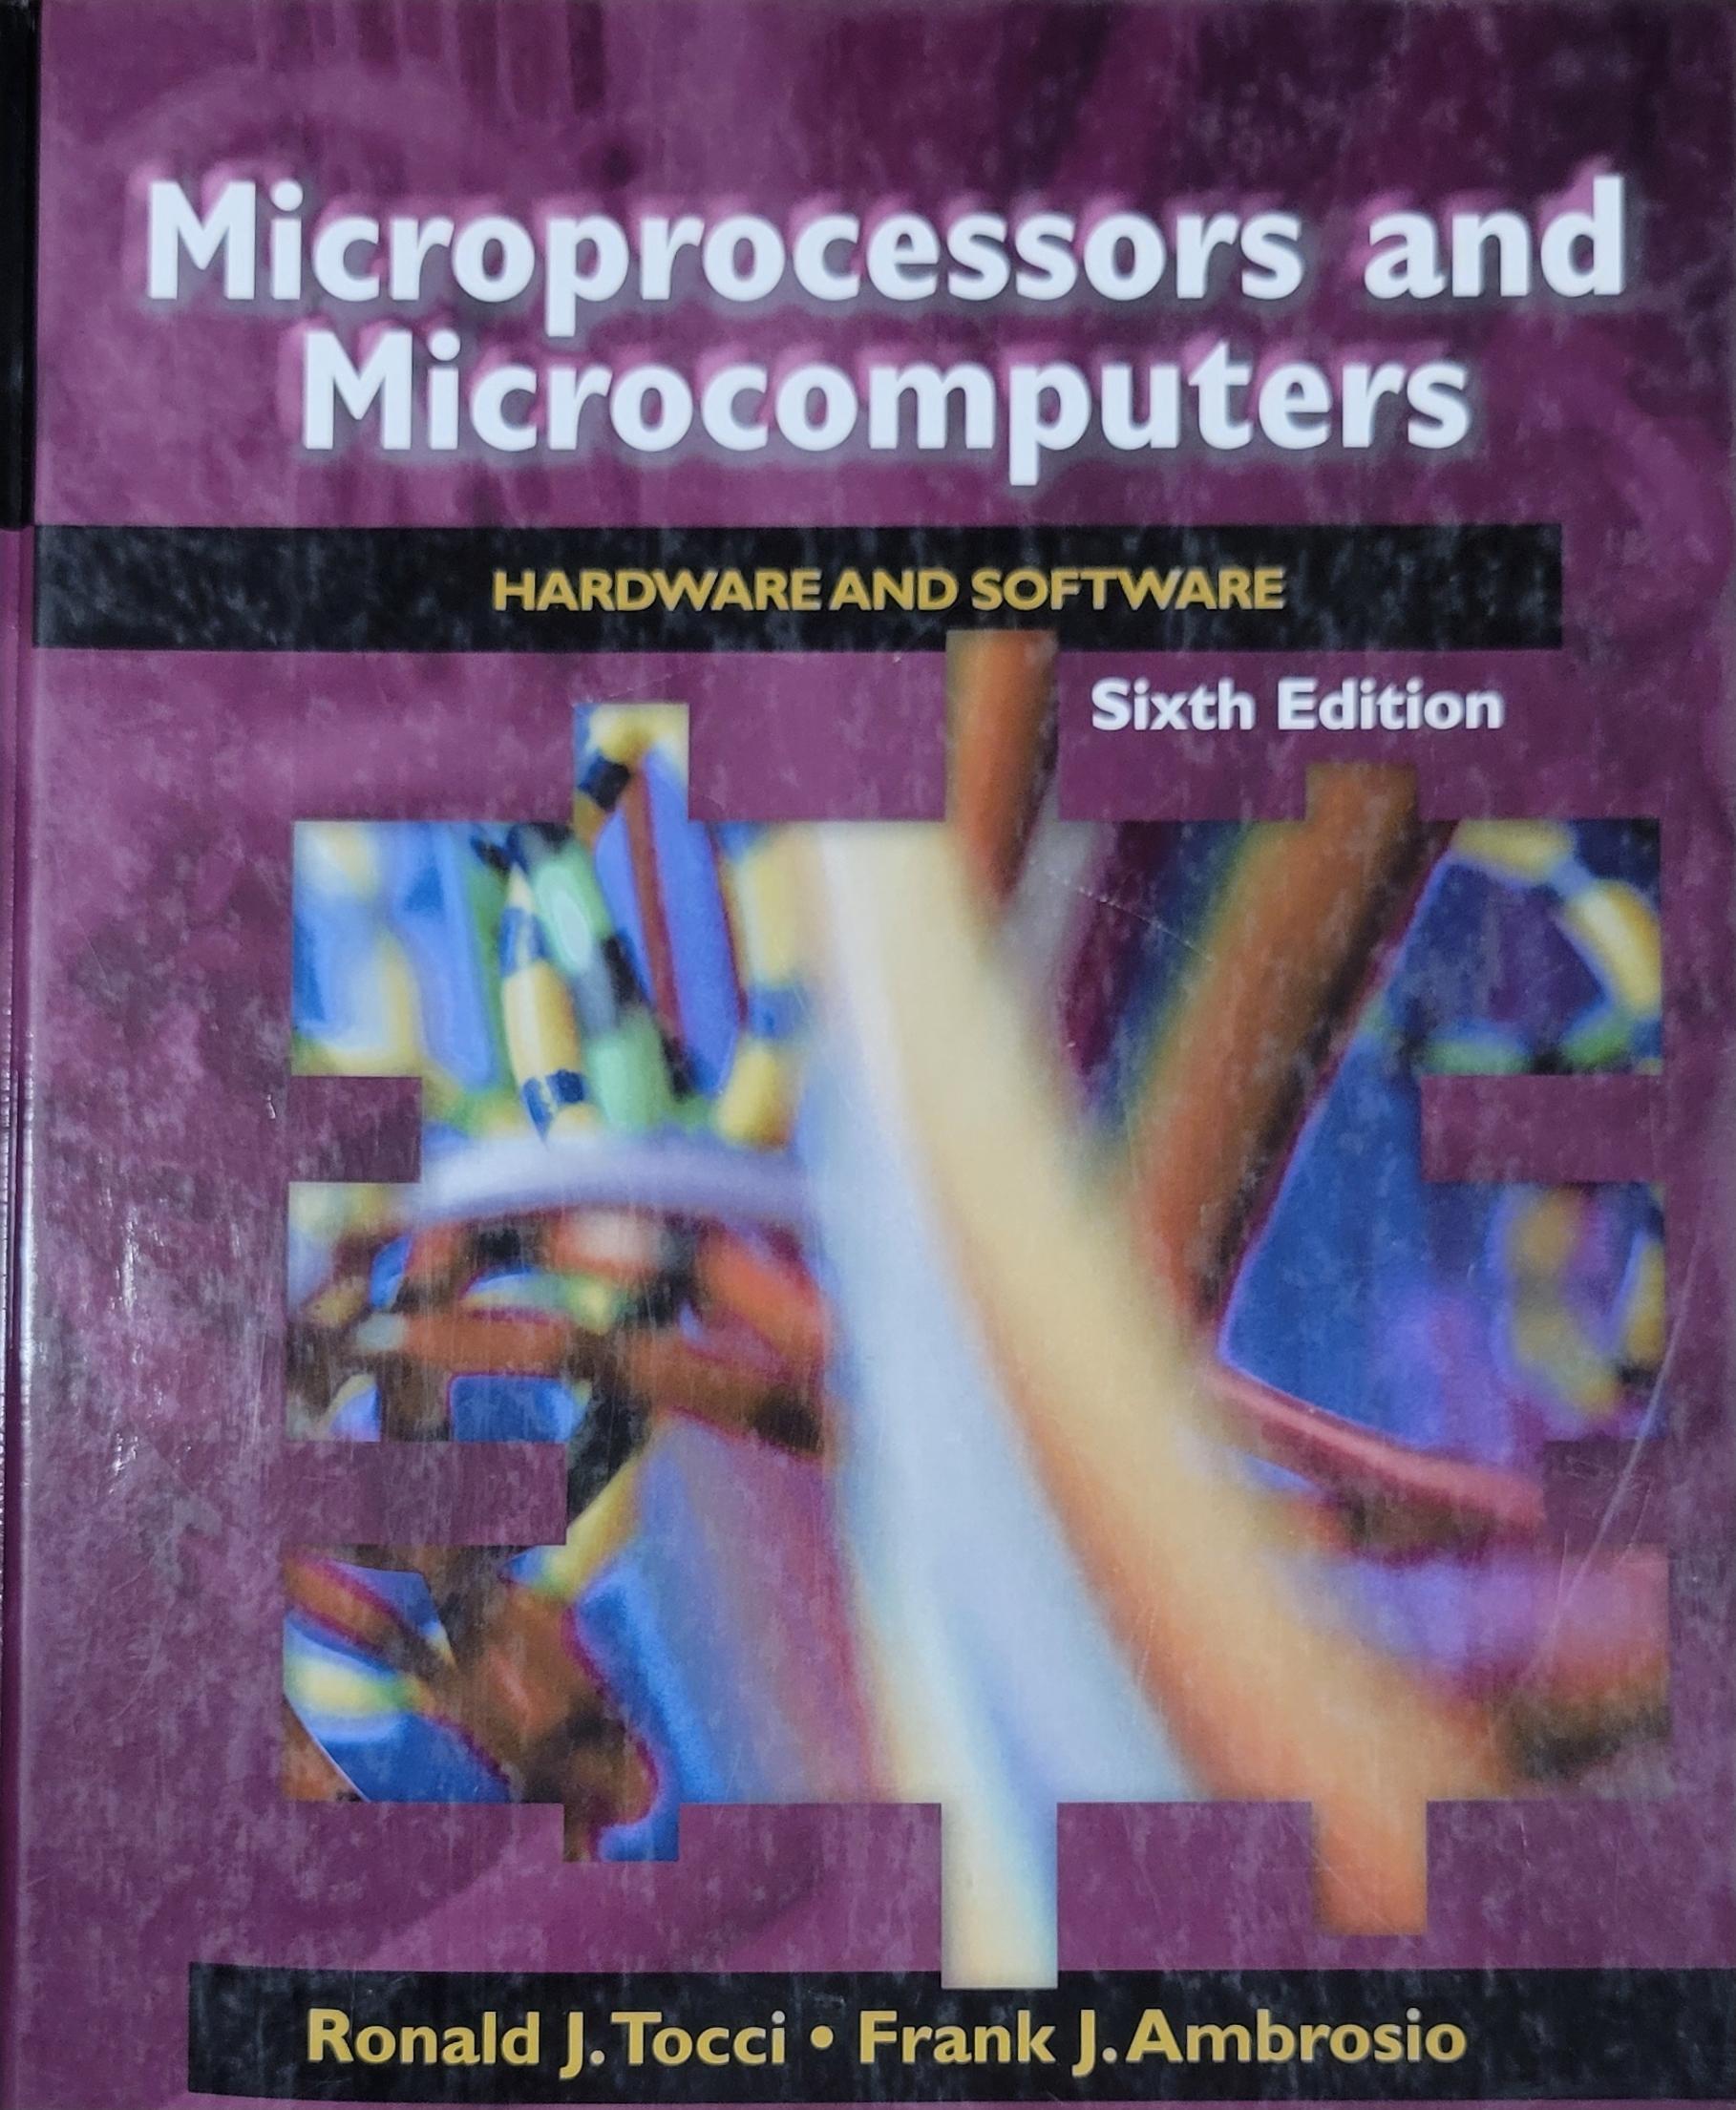 Microprocessors and
Microcomputers
HARDWARE AND SOFTWARE
Sixth Edition
Ronald J. Tocci • Frank J. Ambrosio